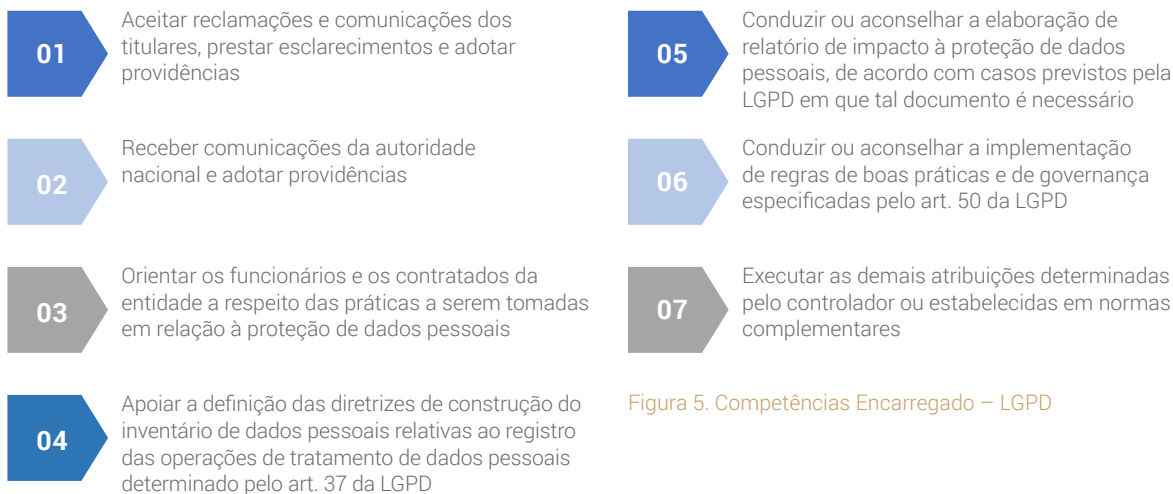 01
Aceitar reclamações e comunicações dos
titulares, prestar esclarecimentos e adotar
providências
02
Receber comunicações da autoridade
nacional e adotar providências
03
Orientar os funcionários e os contratados da
entidade a respeito das práticas a serem tomadas
em relação à proteção de dados pessoais
04
Apoiar a definição das diretrizes de construção do
inventário de dados pessoais relativas ao registro
das operações de tratamento de dados pessoais
determinado pelo art. 37 da LGPD
05
Conduzir ou aconselhar a elaboração de
relatório de impacto à proteção de dados
pessoais, de acordo com casos previstos pela
LGPD em que tal documento é necessário
06
Conduzir ou aconselhar a implementação
de regras de boas práticas e de governança
especificadas pelo art. 50 da LGPD
07
Executar as demais atribuições determinadas
pelo controlador ou estabelecidas em normas
complementares
Figura 5. Competências Encarregado – LGPD